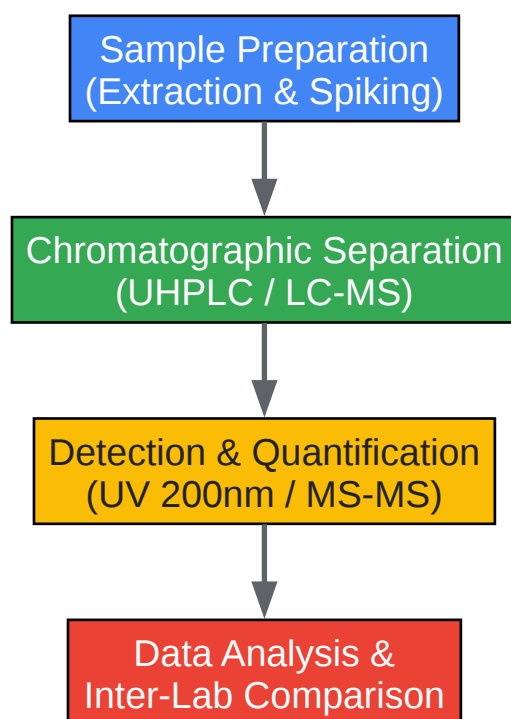 Sample Preparation
(Extraction & Spiking)
Chromatographic Separation
(UHPLC / LC-MS)
Detection & Quantification
(UV 200nm / MS-MS)
Data Analysis &
Inter-Lab Comparison